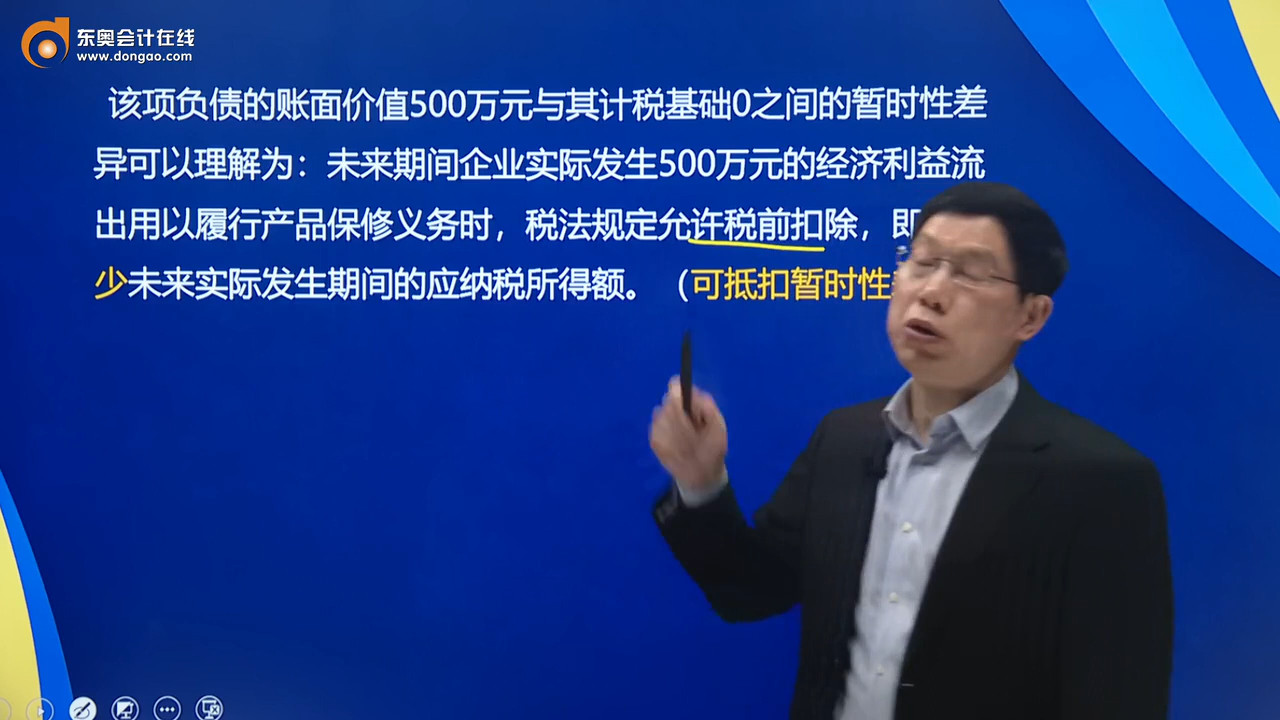 东奥会计在线
www.dongao.com
该项负债的账面价值500万元与其计税基础0之间的暂时性差
异可以理解为：未来期间企业实际发生500万元的经济利益流
出用以履行产品保修义务时，税法规定允许税前扣除，即
少未来实际发生期间的应纳税所得额。（可抵扣暂时性